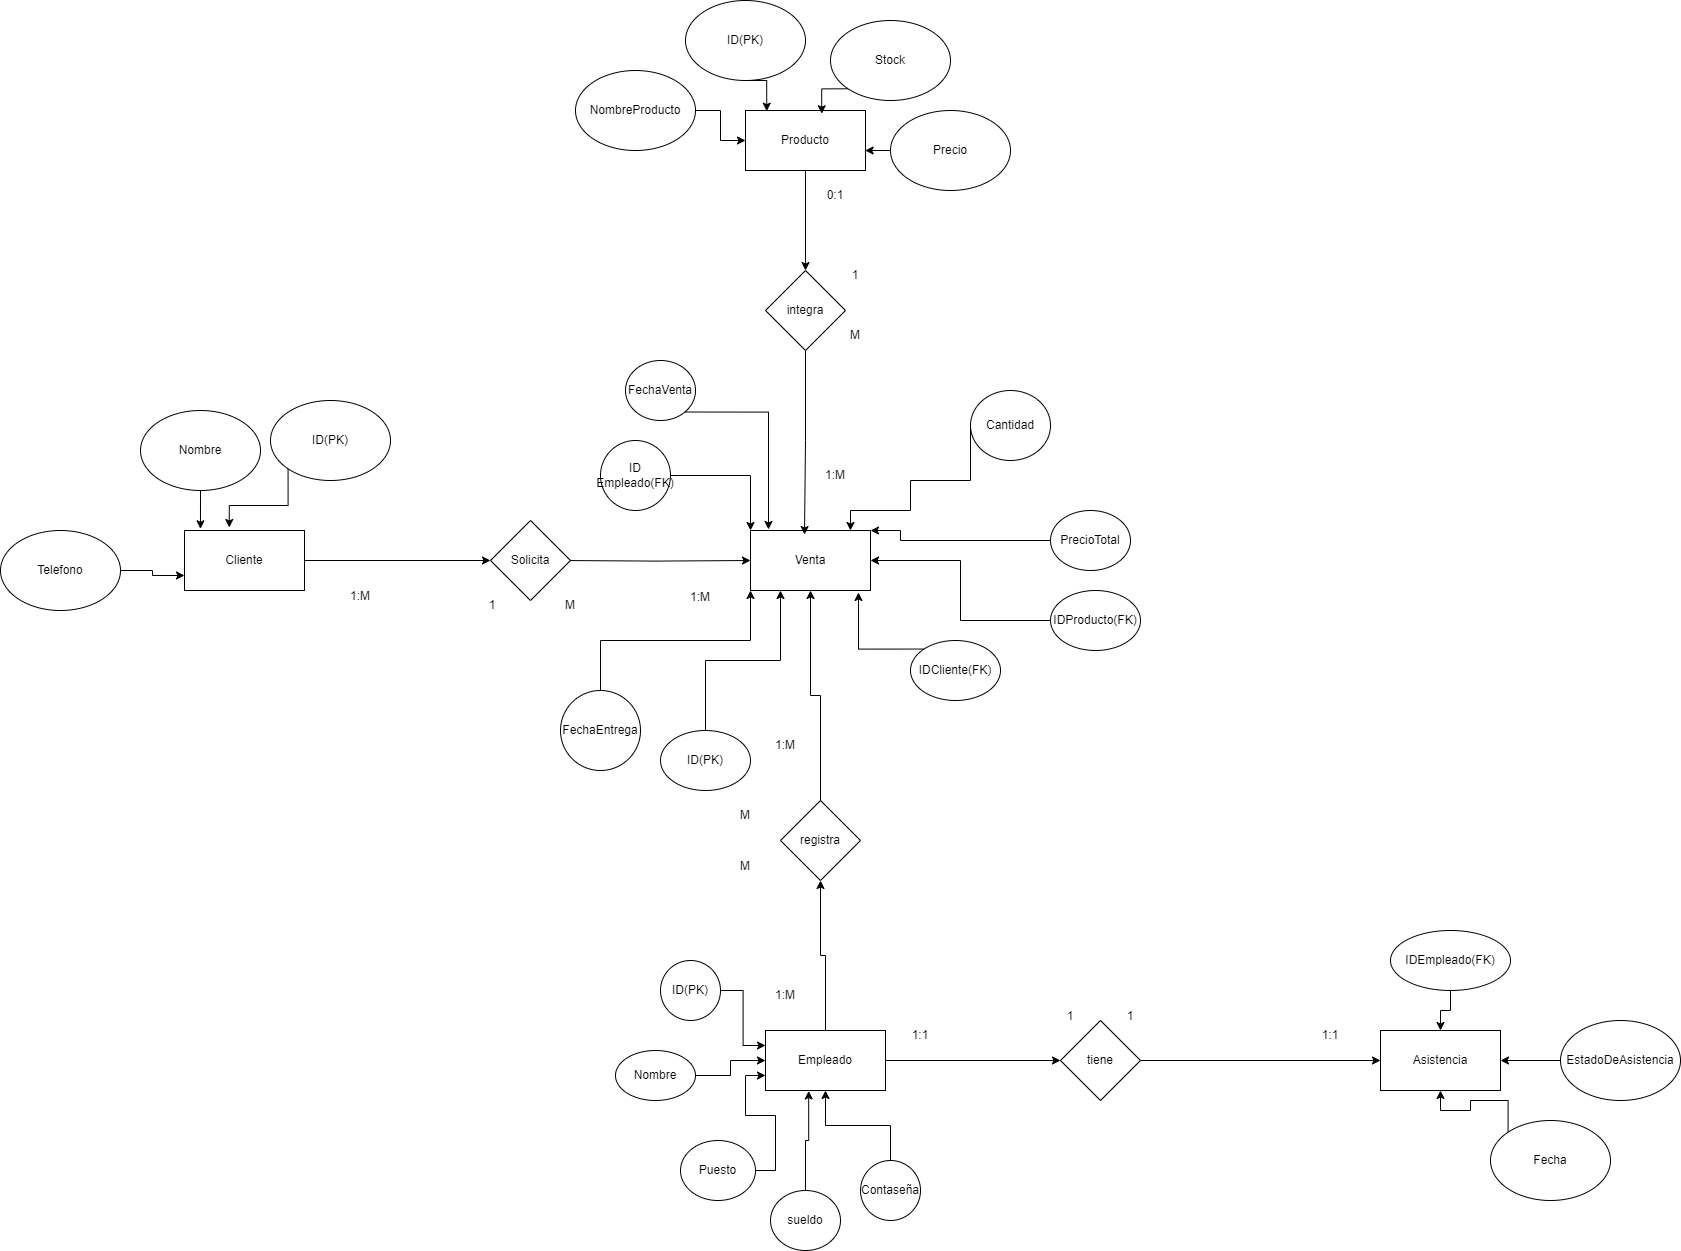 ID(PK)
Stock
NombreProducto
Producto
Precio
0:1
1
integra
M
FechaVenta
Cantidad
Nombre
ID(PK)
ID
Empleado(FK)
1:M
PrecioTotal
Telefono
Cliente
Solicita
Venta
1:M
1
M
1:M
IDProducto(FK)
IDCliente(FK)
FechaEntrega
1:M
ID(PK)
M
registra
M
IDEmpleado(FK)
ID(PK)
1:M
1:1
1
1
1:1
Nombre
Empleado
tiene
Asistencia
EstadoDeAsistencia
Puesto
Fecha
Contaseña
sueldo